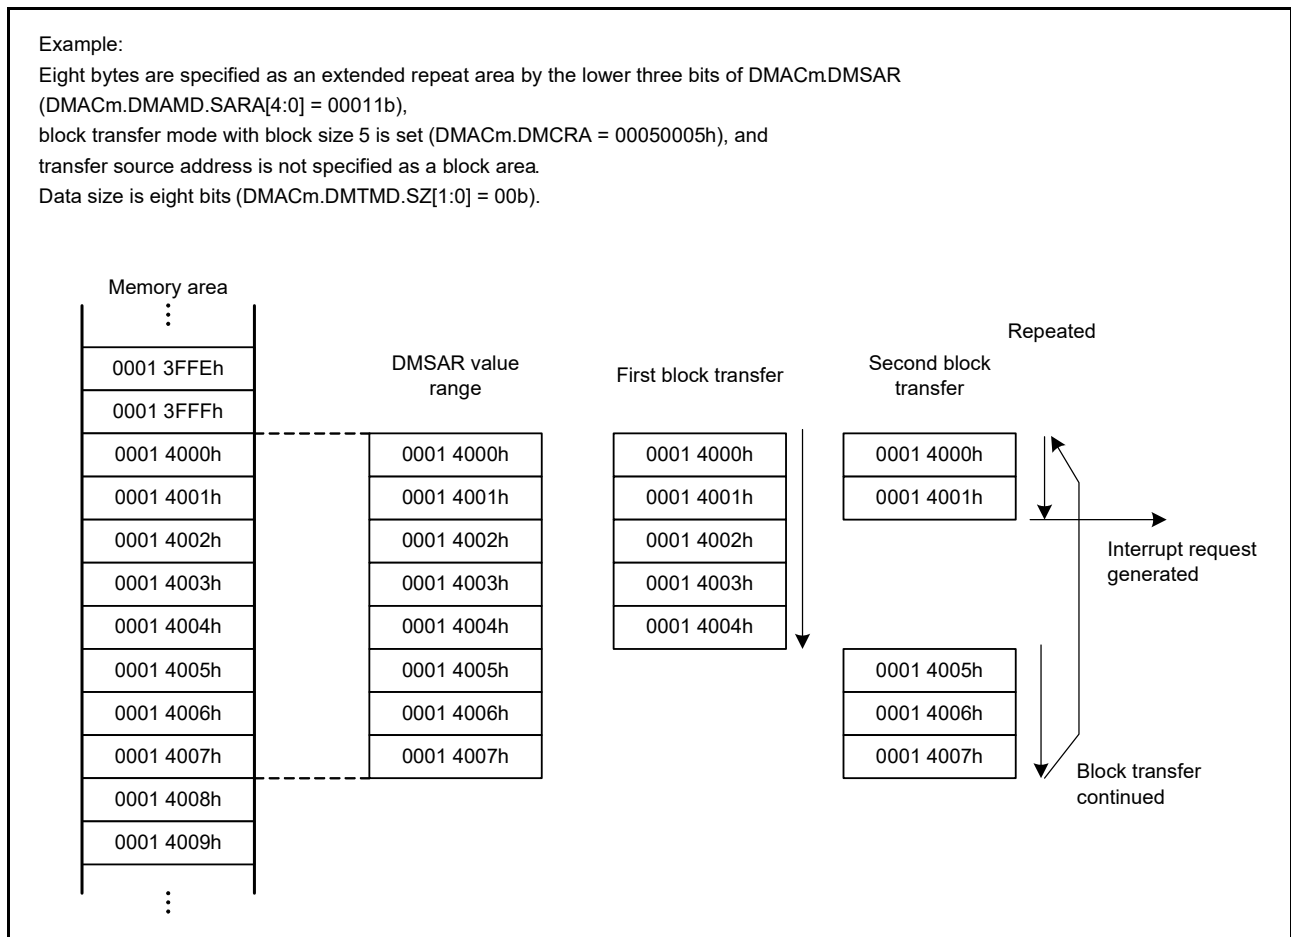 Example:
Eight bytes are specified as an extended repeat area by the lower three bits of DMACm.DMSAR
(DMACm.DMAMD.SARA[4:0] = 00011b),
block transfer mode with block size 5 is set (DMACm.DMCRA = 00050005h), and
transfer source address is not specified as a block area.
Data size is eight bits (DMACm.DMTMD.SZ[1:0] = 00b).
Memory area
0001 3FFEh
0001 3FFFh
0001 4000h
0001 4001h
0001 4002h
0001 4003h
0001 4004h
0001 4005h
0001 4006h
0001 4007h
0001 4008h
0001 4009h
DMSAR value
range
0001 4000h
0001 4001h
0001 4002h
0001 4003h
0001 4004h
0001 4005h
0001 4006h
0001 4007h
First block transfer
0001 4000h
0001 4001h
0001 4002h
0001 4003h
0001 4004h
Second block
transfer
0001 4000h
0001 4001h
0001 4005h
0001 4006h
0001 4007h
Repeated
Interrupt request
generated
Block transfer
continued